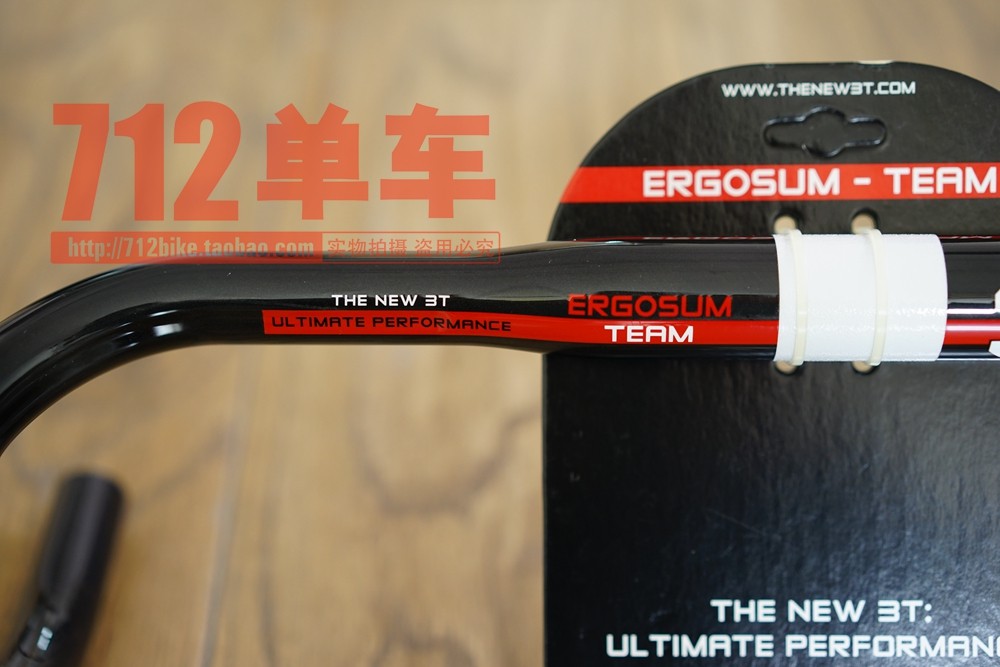 WWW.THENEW3T.COM
712单车
ERGOSUM - TEAM
http://712bike.taobao.com 实物拍摄 盗用必究
THE NEW 3T
ERGOSUM
ULTIMATE PERFORMANCE
TEAM
THE NEW 3T:
ULTIMATE PERFORMANC